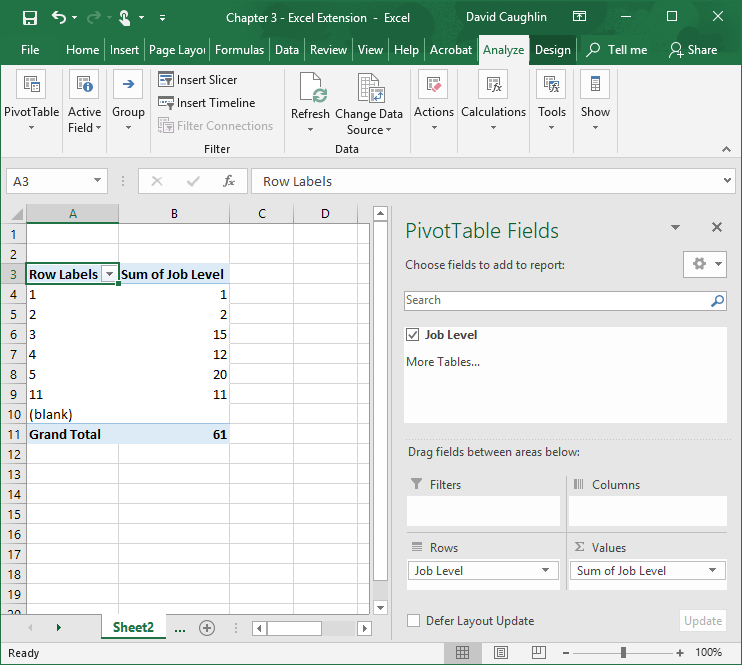 Chapter 3 - Excel Extension - Excel
David Caughlin
File Home Insert Page Layou Formulas Data Review View Help Acrobat Analyze Design Tell me Share
PivotTable
Active
Field
Group
Insert Slicer
Insert Timeline
Filter Connections
Filter
Refresh
Change Data
Source
Data
Actions
Calculations
Tools
Show
A3
fx
Row Labels
A B C D
1
2
3 Row Labels Sum of Job Level
4 1 1
5 2 2
6 3 15
7 4 12
8 5 20
9 11 11
10 (blank)
11 Grand Total 61
12
13
14
15
16
17
18
19
20
PivotTable Fields
Choose fields to add to report:
Search
Job Level
More Tables...
Drag fields between areas below:
Filters
Columns
Rows
Values
Job Level
Sum of Job Level
Defer Layout Update
Update
Sheet2
...
Ready
100%